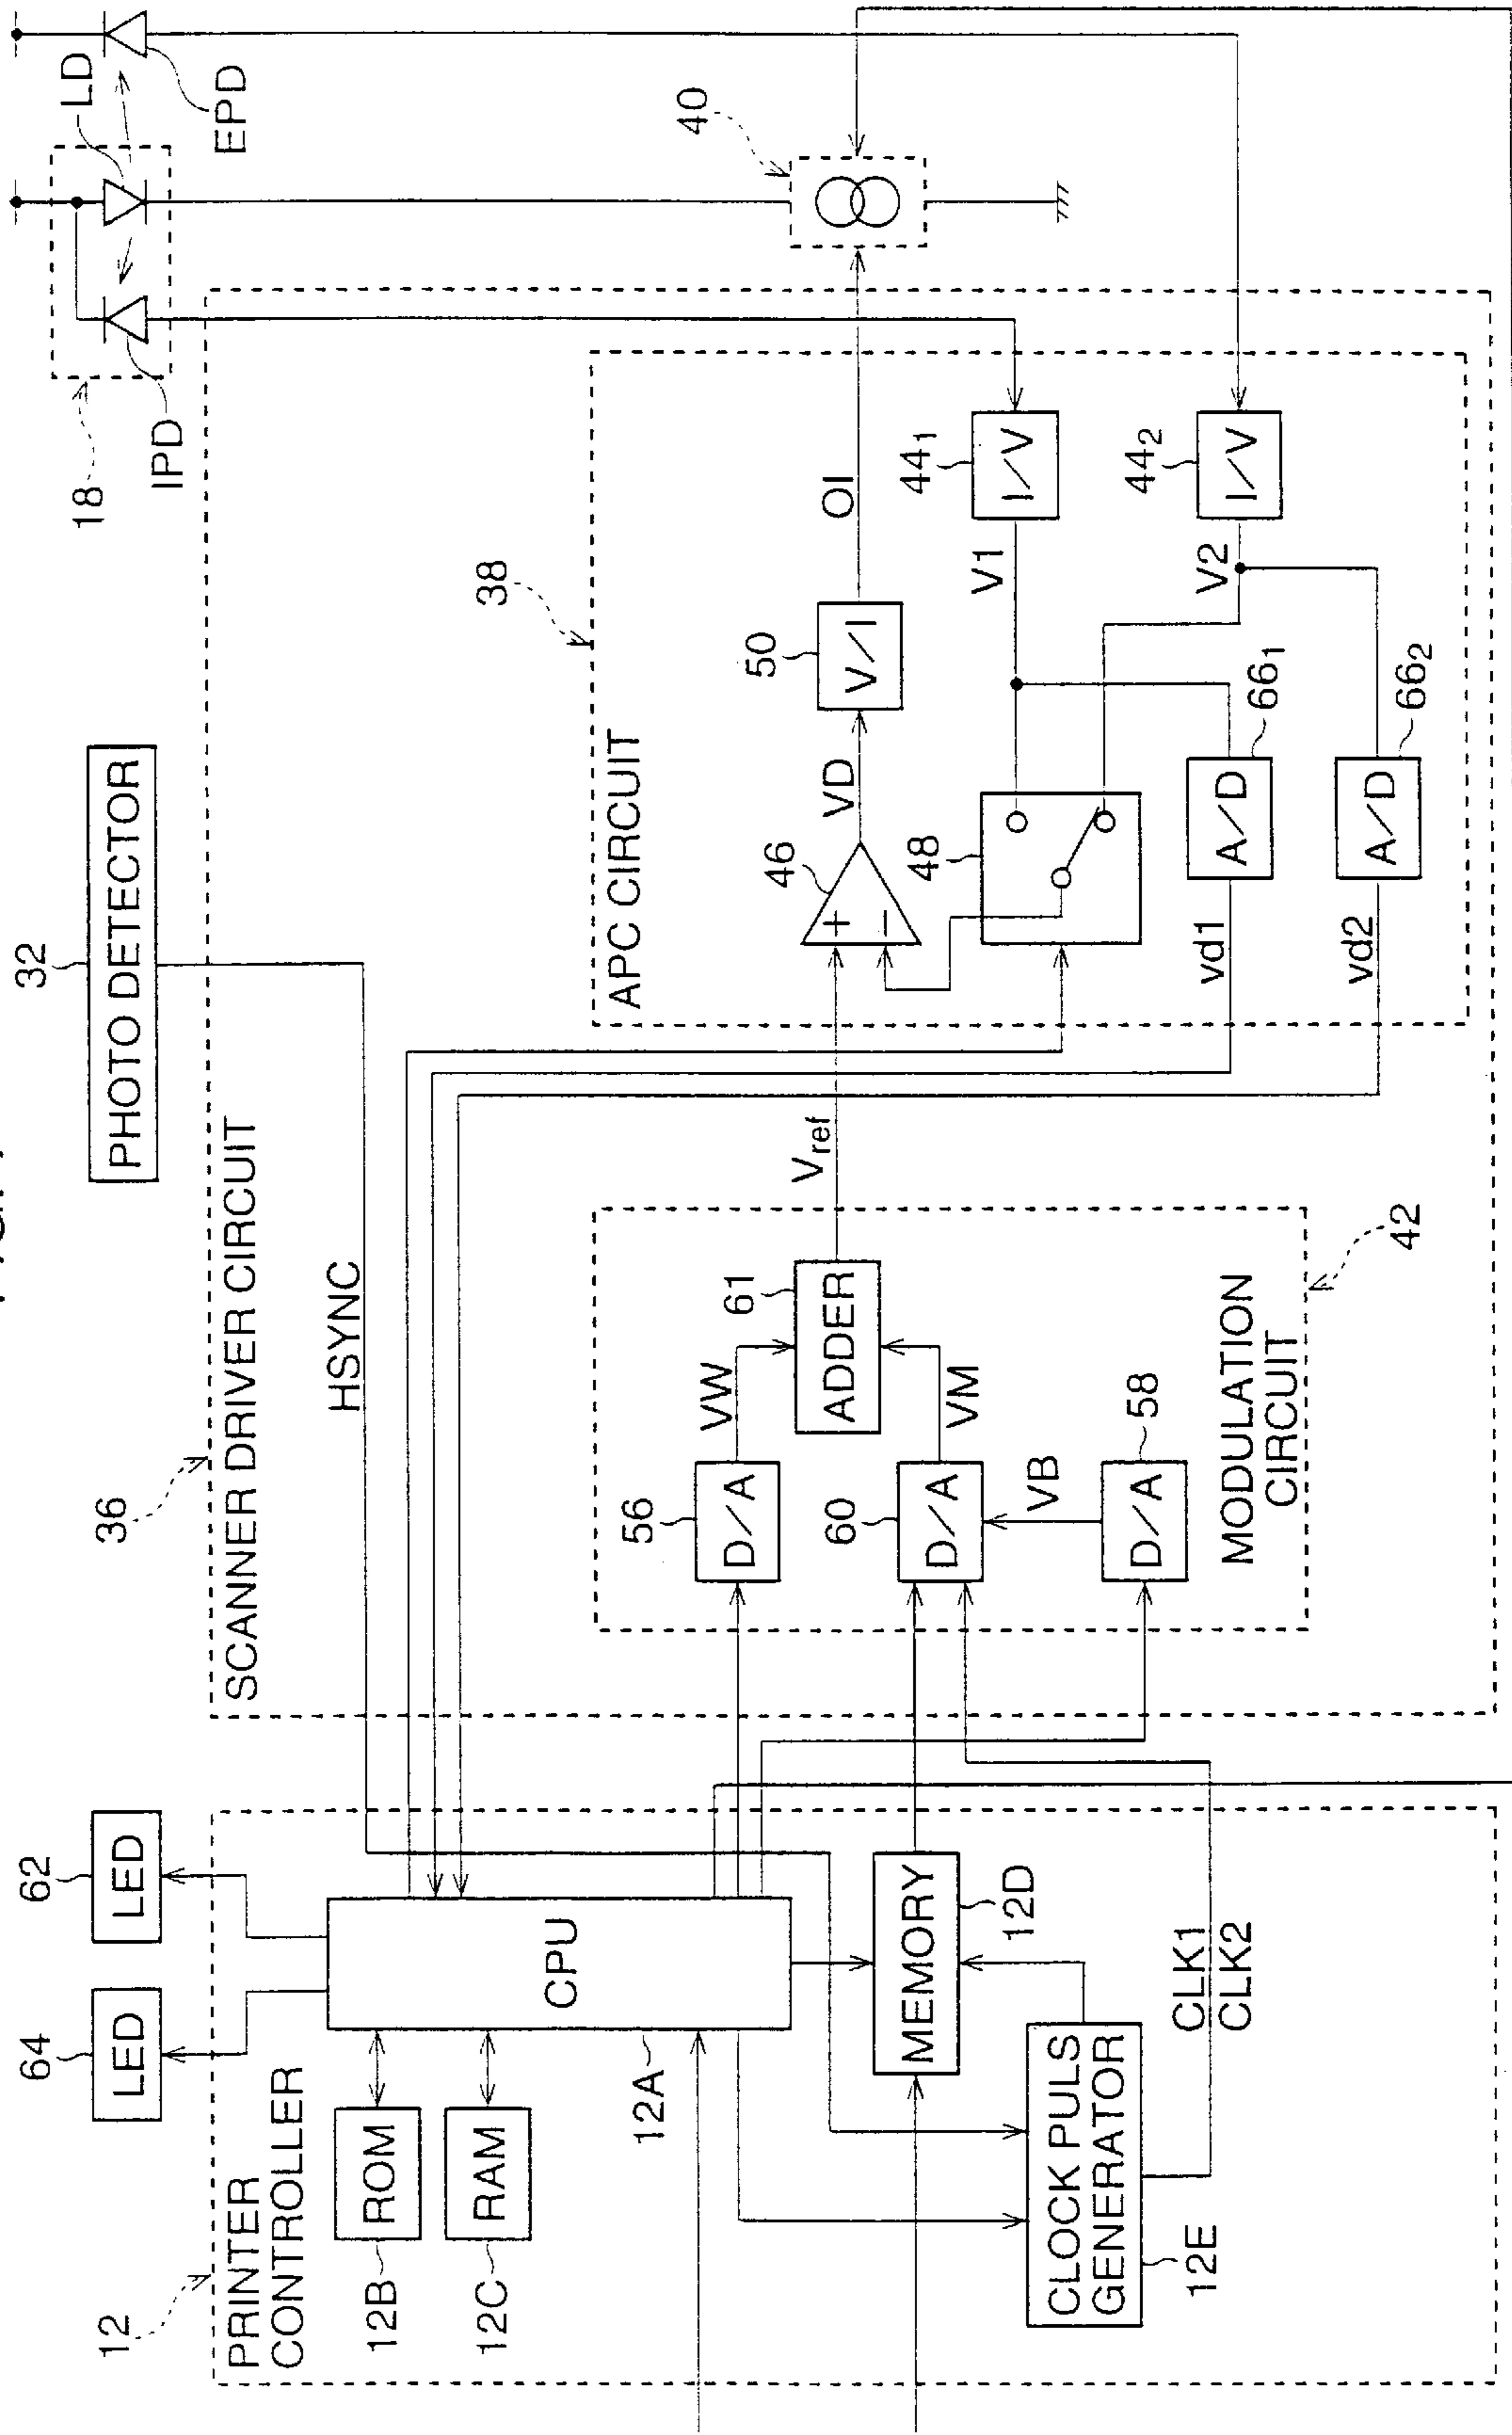 12
PRINTER
CONTROLLER
64
LED
62
LED
12B
ROM
12C
RAM
CPU
12A
MEMORY
12D
CLOCK PULS
GENERATOR
12E
CLK1
CLK2
36
SCANNER DRIVER CIRCUIT
HSYNC
32
PHOTO DETECTOR
56
D/A
VW
61
ADDER
60
D/A
VM
VB
D/A
58
MODULATION
CIRCUIT
42
Vref
38
APC CIRCUIT
46
+
−
VD
50
V/I
OI
48
V1
44₁
I/V
V2
44₂
I/V
A/D
66₁
vd1
A/D
66₂
vd2
18
IPD
LD
EPD
40